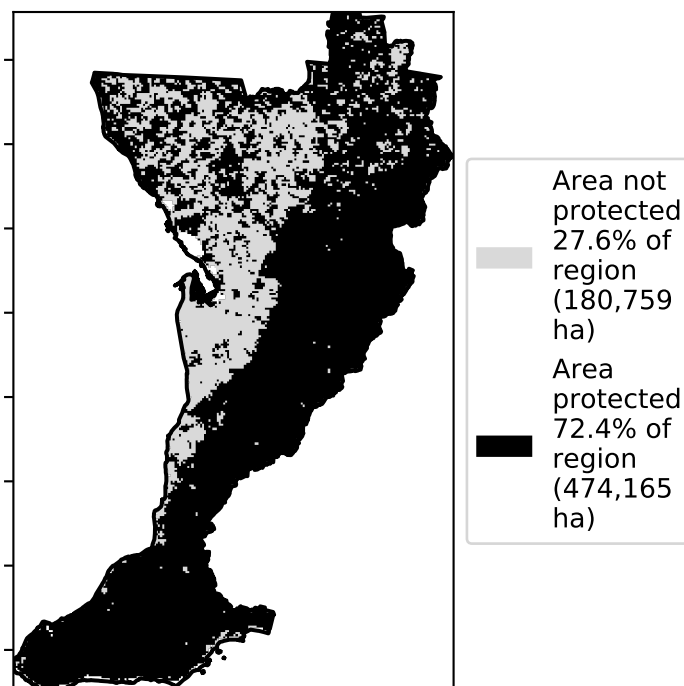 Area not
protected
27.6% of
region
(180,759
ha)
Area
protected
72.4% of
region
(474,165
ha)